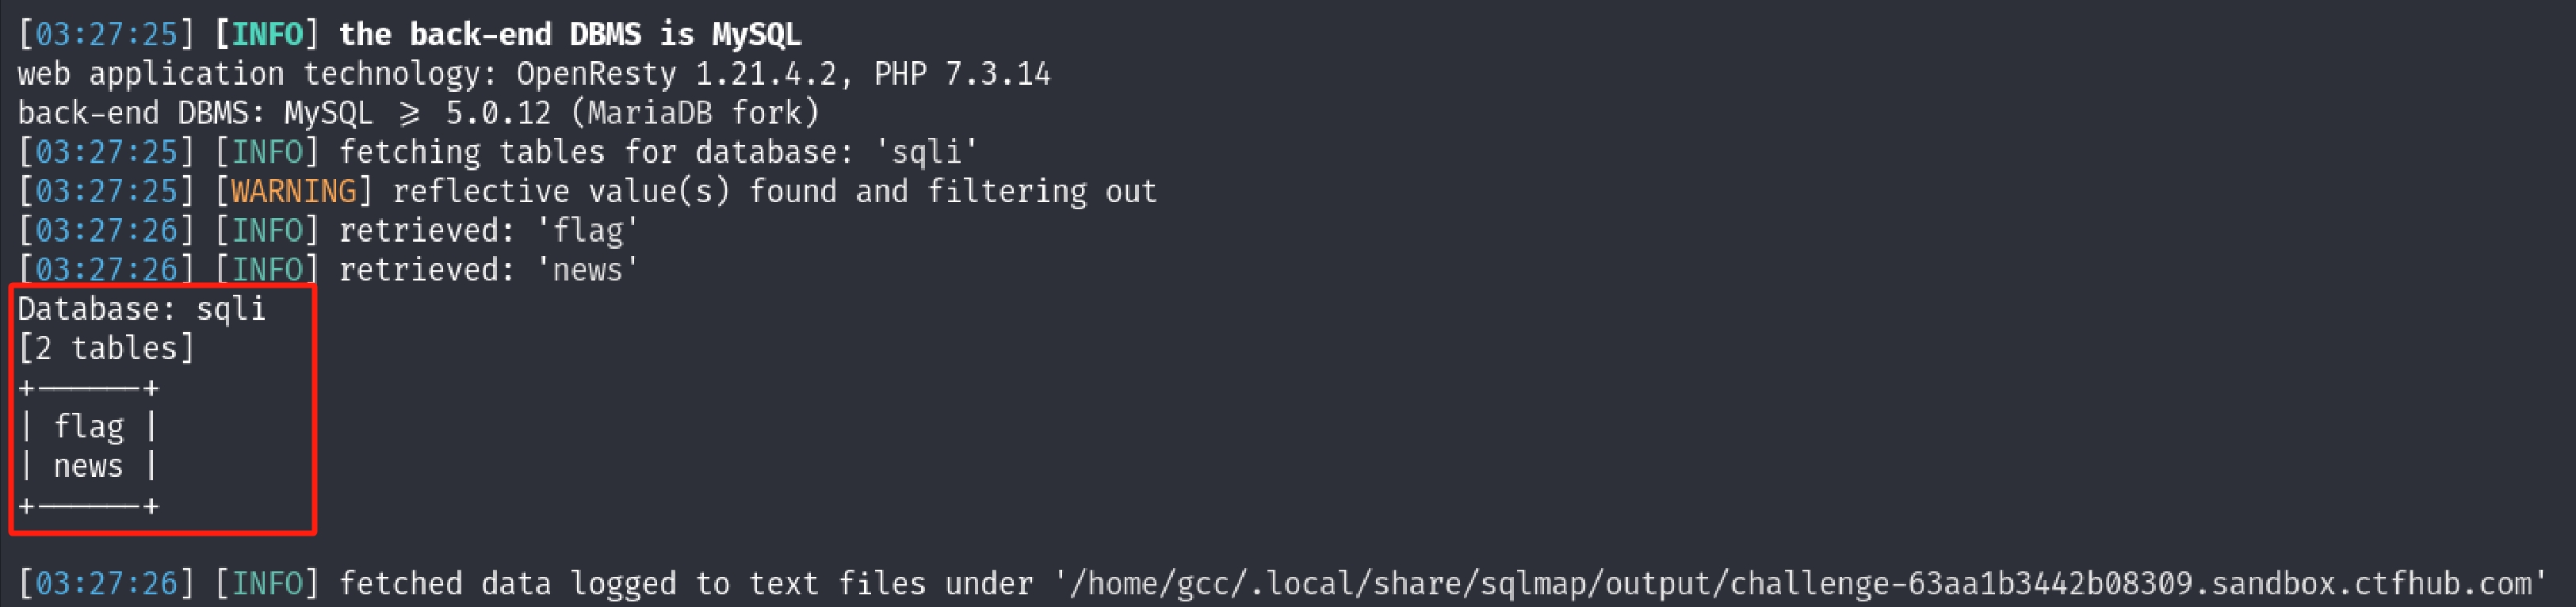 [03:27:25] [INFO] the back-end DBMS is MySQL
web application technology: OpenResty 1.21.4.2, PHP 7.3.14
back-end DBMS: MySQL ⩾ 5.0.12 (MariaDB fork)
[03:27:25] [INFO] fetching tables for database: 'sqli'
[03:27:25] [WARNING] reflective value(s) found and filtering out
[03:27:26] [INFO] retrieved: 'flag'
[03:27:26] [INFO] retrieved: 'news'
Database: sqli
[2 tables]
+------+
| flag |
| news |
+------+
[03:27:26] [INFO] fetched data logged to text files under '/home/gcc/.local/share/sqlmap/output/challenge-63aa1b3442b08309.sandbox.ctfhub.com'